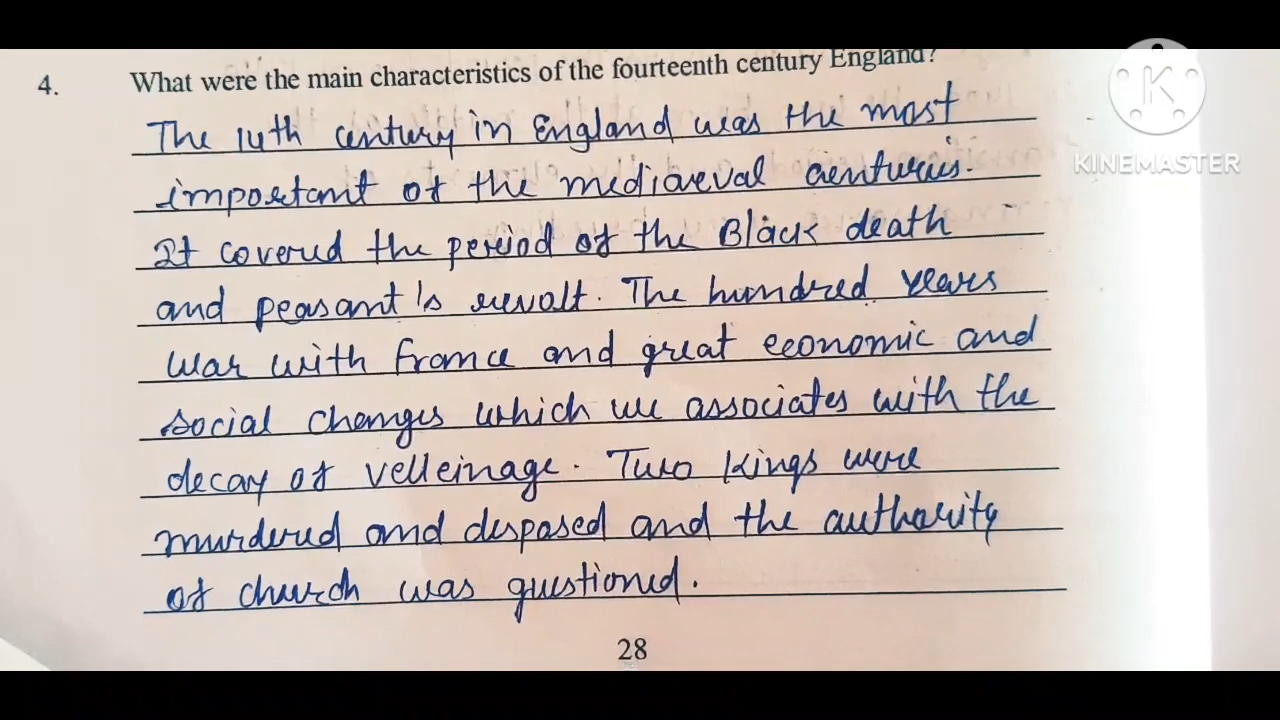 4. What were the main characteristics of the fourteenth century England?
The 14th century in England was the most
important of the mediaeval centuries.
It covered the period of the Black death
and peasant's revolt. The hundred years
war with France and great economic and
social changes which we associates with the
decay of velleinage. Two Kings were
murdered and desposed and the authority
of church was questioned.
28
K
KINEMASTER